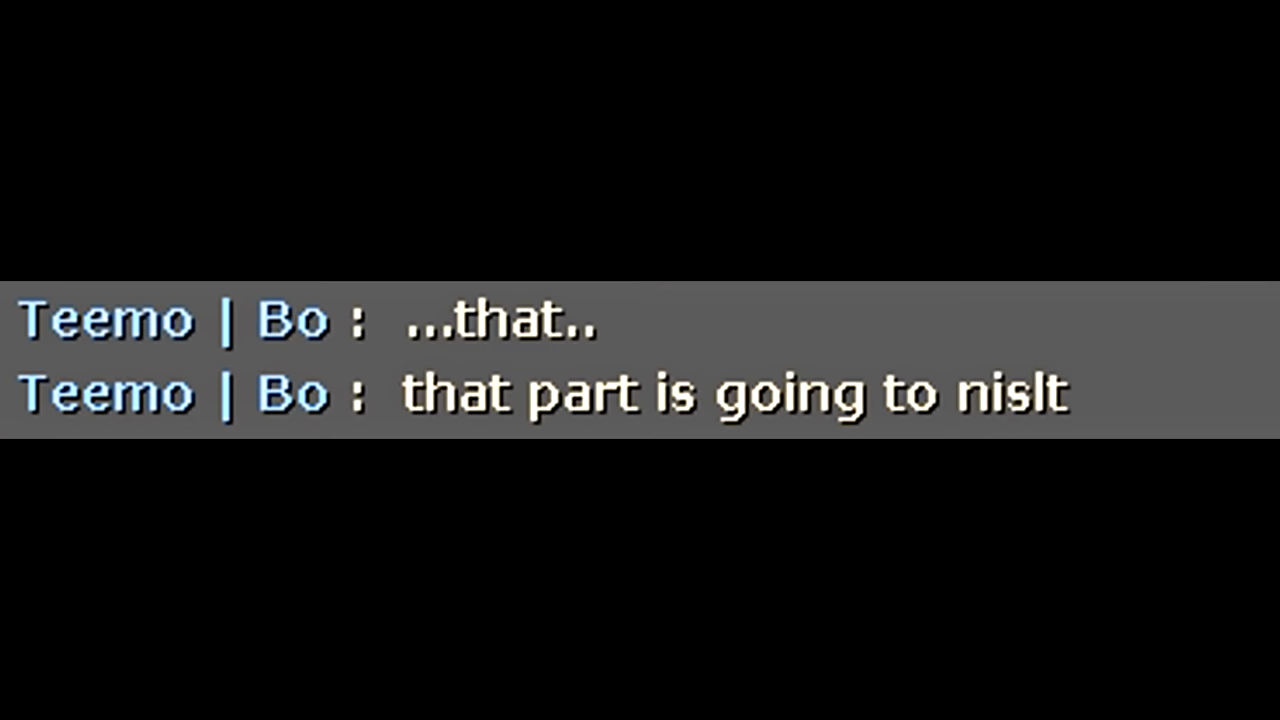 Teemo | Bo : ...that..
Teemo | Bo : that part is going to nislt